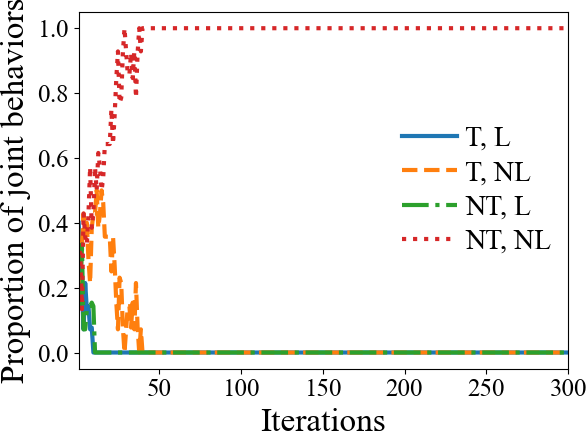 Proportion of joint behaviors
1.0
0.8
0.6
0.4
0.2
0.0
T, L
T, NL
NT, L
NT, NL
50 100 150 200 250 300
Iterations